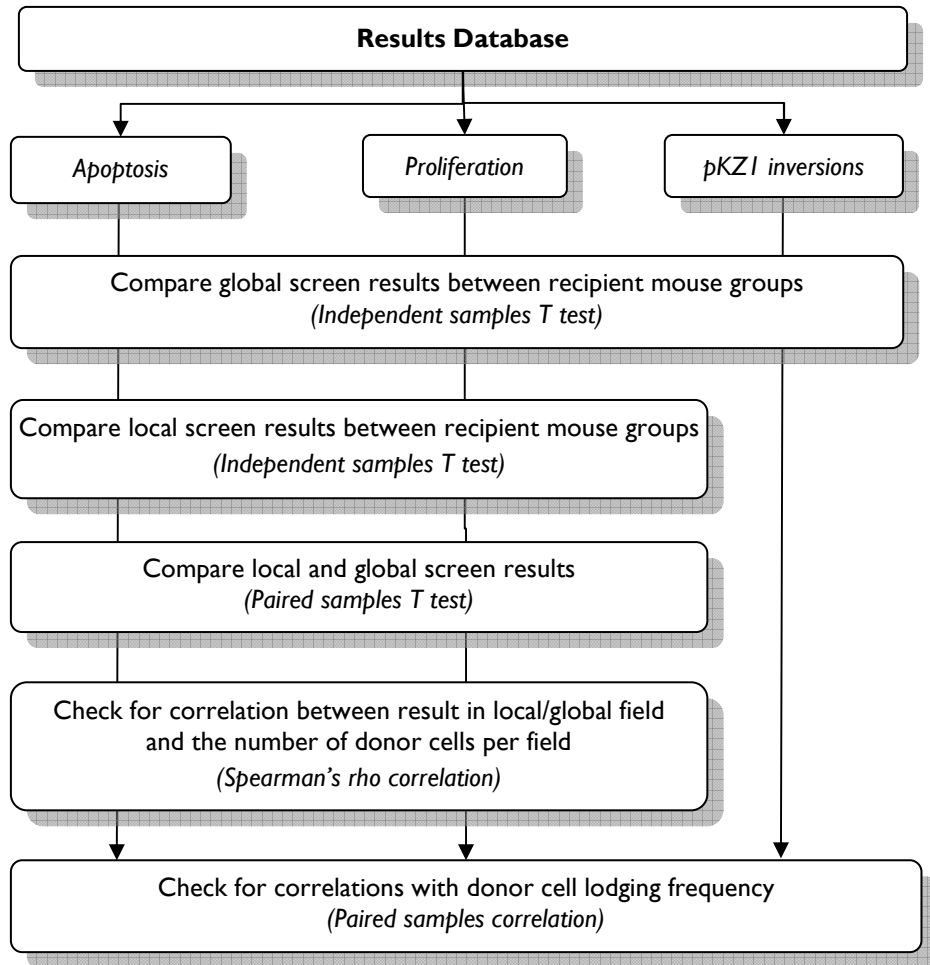 Results Database
Apoptosis
Proliferation
pKZ1 inversions
Compare global screen results between recipient mouse groups
(Independent samples T test)
Compare local screen results between recipient mouse groups
(Independent samples T test)
Compare local and global screen results
(Paired samples T test)
Check for correlation between result in local/global field
and the number of donor cells per field
(Spearman’s rho correlation)
Check for correlations with donor cell lodging frequency
(Paired samples correlation)